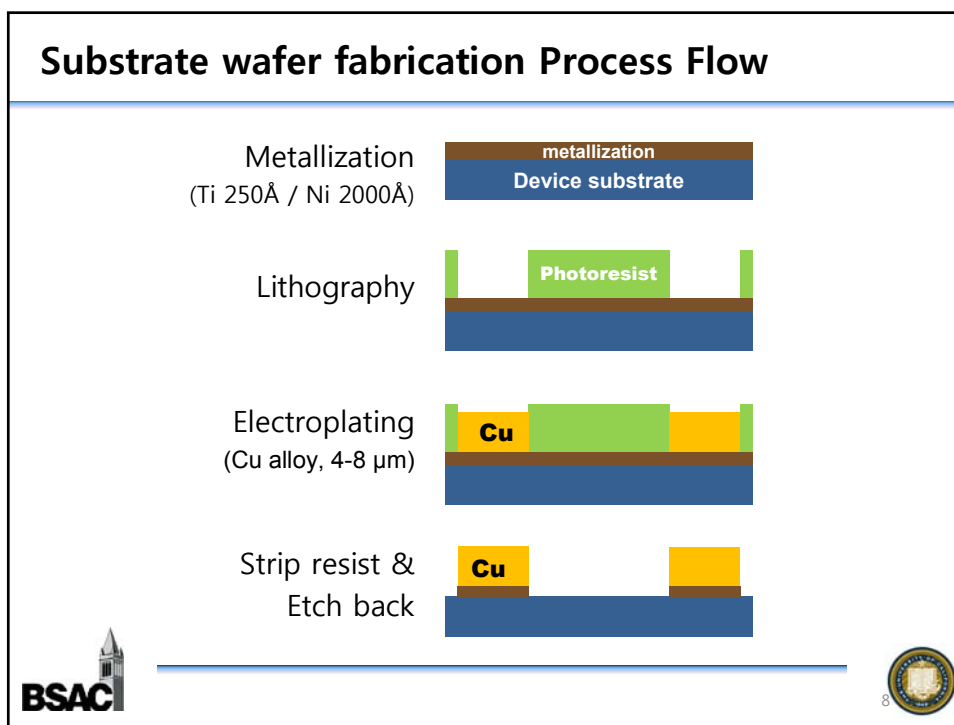 Substrate wafer fabrication Process Flow
Metallization
(Ti 250Å / Ni 2000Å)
metallization
Device substrate
Lithography
Photoresist
Electroplating
(Cu alloy, 4-8 µm)
Cu
Strip resist &
Etch back
Cu
BSAC
8